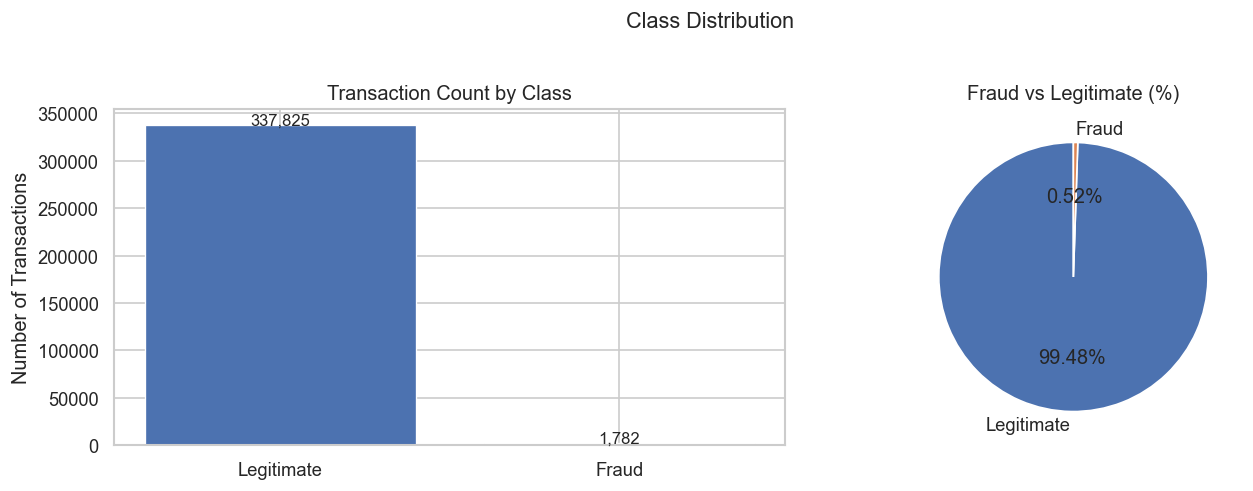 Class Distribution
Transaction Count by Class
Number of Transactions
350000
300000
250000
200000
150000
100000
50000
0
337,825
1,782
Legitimate
Fraud
Fraud vs Legitimate (%)
Fraud
0.52%
99.48%
Legitimate